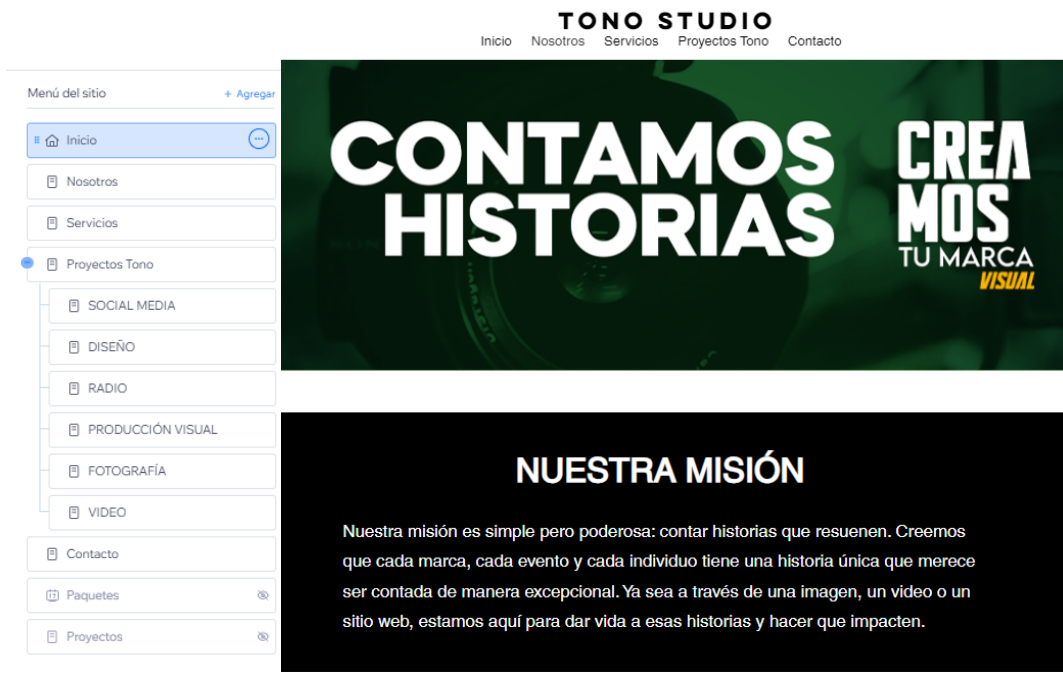 TONO STUDIO
Inicio Nosotros Servicios Proyectos Tono Contacto
Menú del sitio
+ Agregar
Inicio
Nosotros
Servicios
Proyectos Tono
SOCIAL MEDIA
DISEÑO
RADIO
PRODUCCIÓN VISUAL
FOTOGRAFÍA
VIDEO
Contacto
Paquetes
Proyectos
CONTAMOS
HISTORIAS
CREA
MOS
TU MARCA
VISUAL
NUESTRA MISIÓN
Nuestra misión es simple pero poderosa: contar historias que resuenen. Creemos
que cada marca, cada evento y cada individuo tiene una historia única que merece
ser contada de manera excepcional. Ya sea a través de una imagen, un video o un
sitio web, estamos aquí para dar vida a esas historias y hacer que impacten.